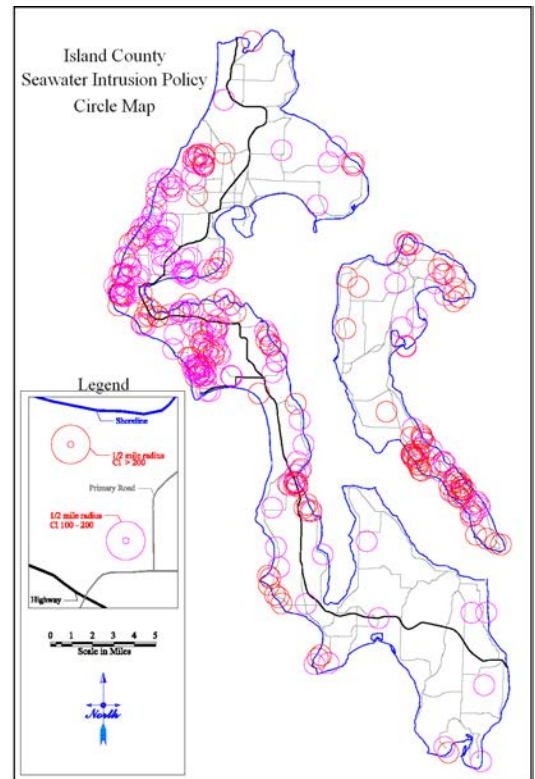 Island County
Seawater Intrusion Policy
Circle Map
Legend
Shoreline
1/2 mile radius
Cl > 200
Primary Road
1/2 mile radius
Cl 100 - 200
Highway
0 1 2 3 4 5
Scale in Miles
North